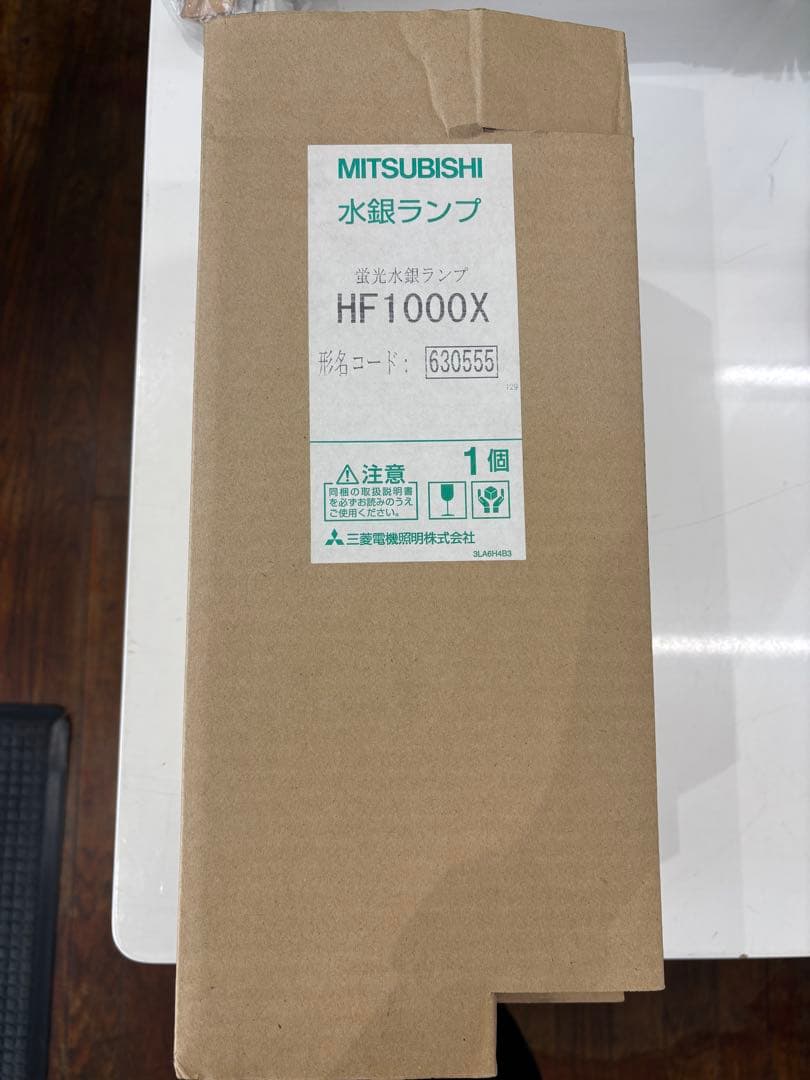 MITSUBISHI
水銀ランプ
蛍光水銀ランプ
HF1000X
形名コード: 630555
129
1個
注意
同梱の取扱説明書
を必ずお読みのうえ
ご使用ください。
三菱電機照明株式会社
3LA6H4B3